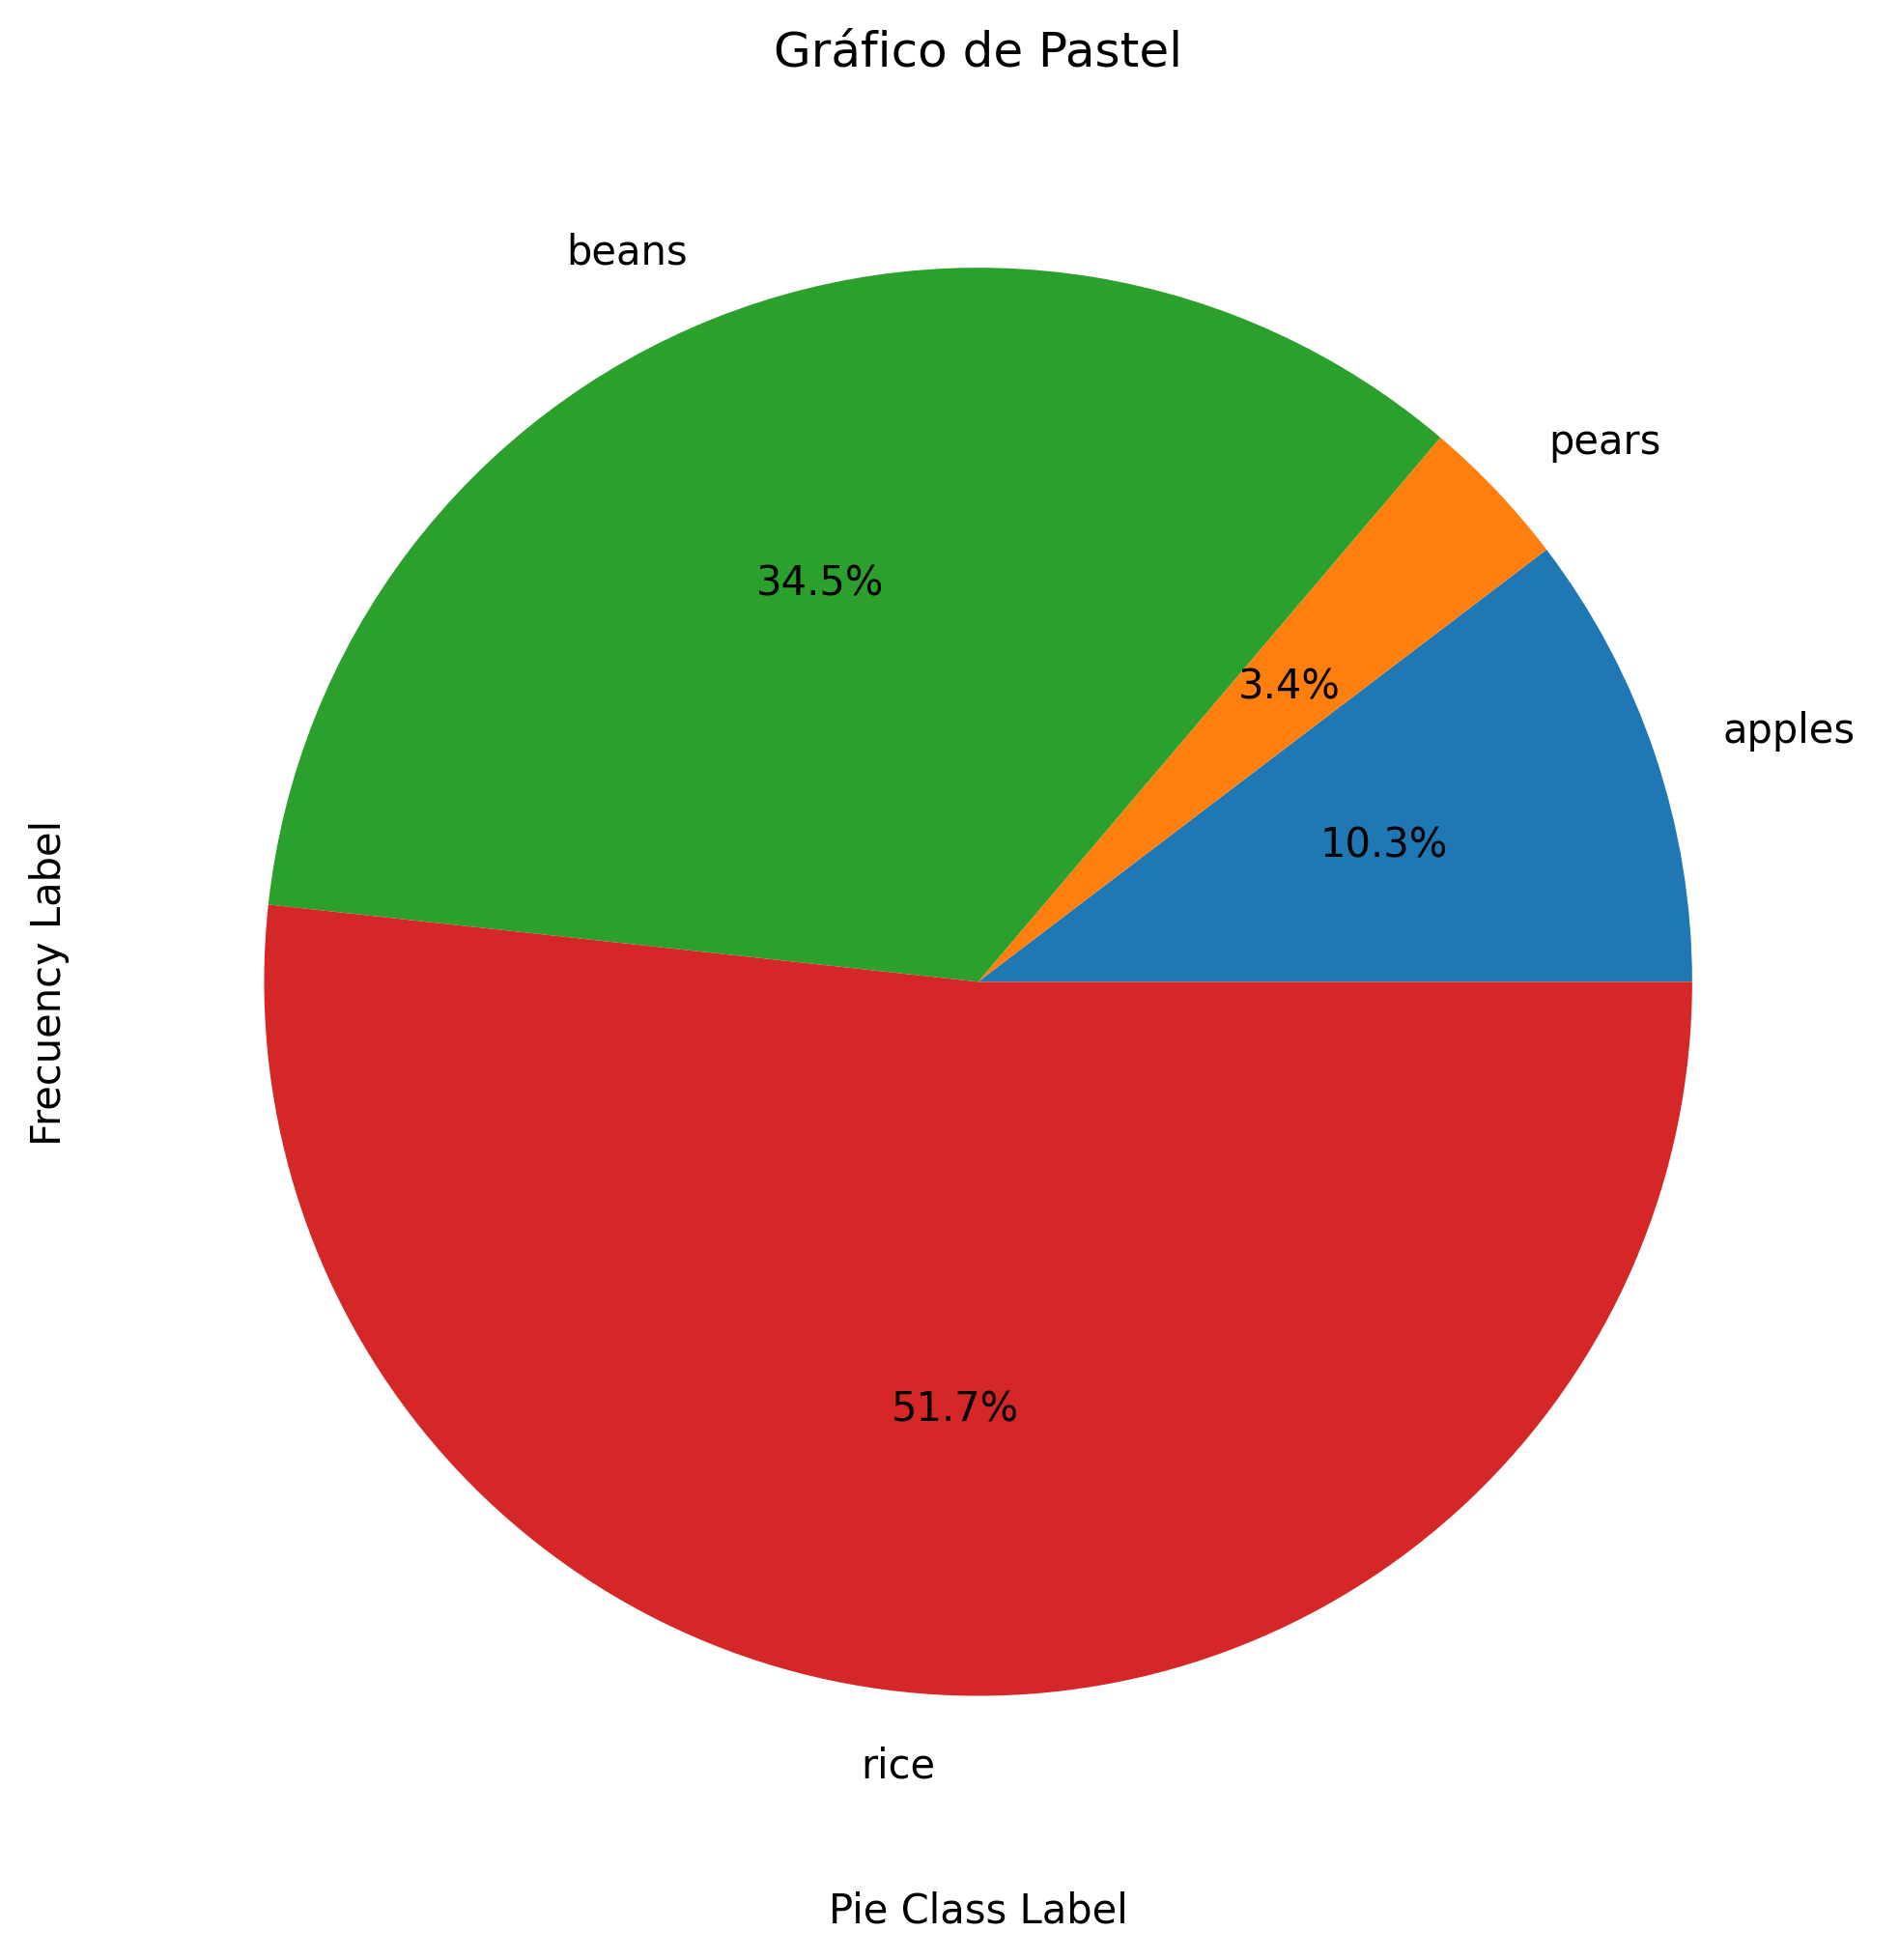 Gráfico de Pastel
beans
pears
34.5%
3.4%
apples
10.3%
Frecuency Label
51.7%
rice
Pie Class Label